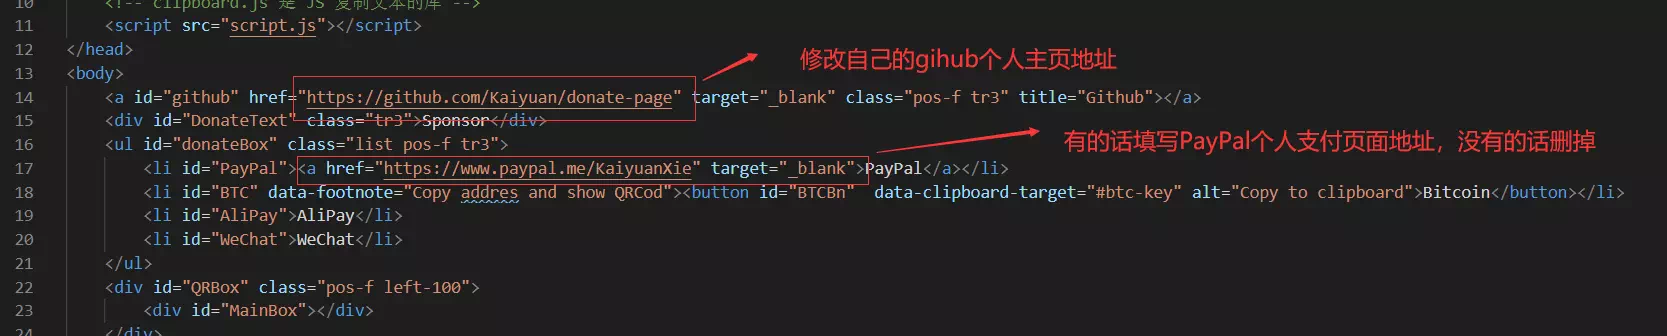 10 <!-- clipboard.js 是 JS 复制文本的库 -->
11 <script src="script.js"></script>
12 </head>
修改自己的gihub个人主页地址
13 <body>
14 <a id="github" href="https://github.com/Kaiyuan/donate-page" target="_blank" class="pos-f tr3" title="Github"></a>
15 <div id="DonateText" class="tr3">Sponsor</div>
16 <ul id="donateBox" class="list pos-f tr3">
有的话填写PayPal个人支付页面地址，没有的话删掉
17 <li id="PayPal"><a href="https://www.paypal.me/KaiyuanXie" target="_blank">PayPal</a></li>
18 <li id="BTC" data-footnote="Copy addres and show QRCod"><button id="BTCBn" data-clipboard-target="#btc-key" alt="Copy to clipboard">Bitcoin</button></li>
19 <li id="AliPay">AliPay</li>
20 <li id="WeChat">WeChat</li>
21 </ul>
22 <div id="QRBox" class="pos-f left-100">
23 <div id="MainBox"></div>
24 </div>